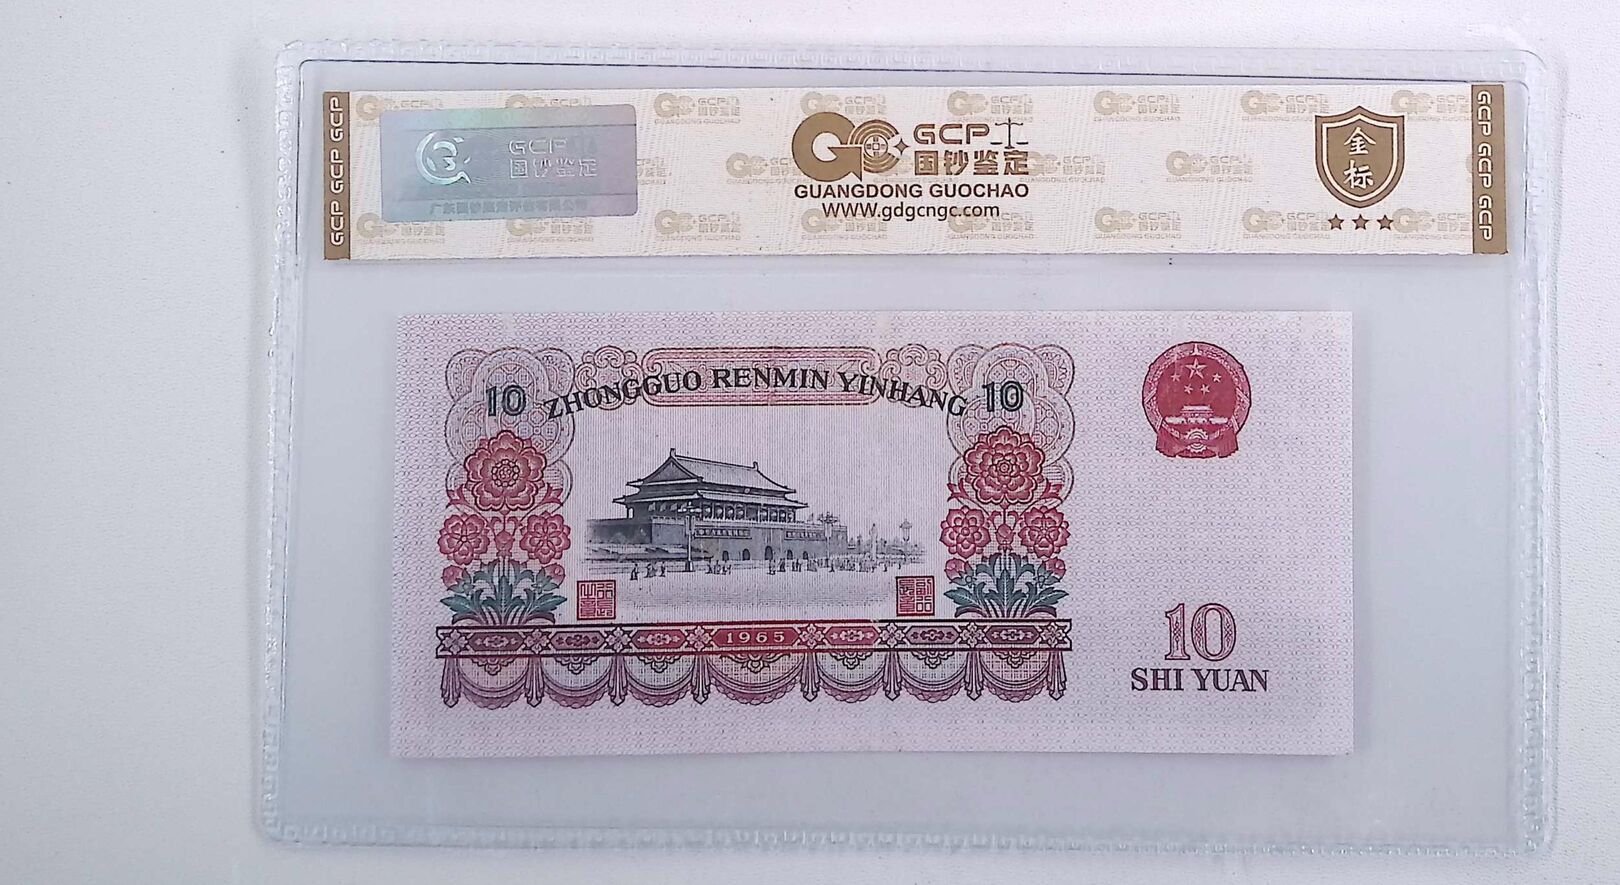 GCP GCP GCP
GCP
国钞鉴定
GCP
国钞鉴定
GUANGDONG GUOCHAO
WWW.gdgcngc.com
金
标
GCP GCP GCP
10 ZHONGGUO RENMIN YINHANG 10
1965
10
SHI YUAN